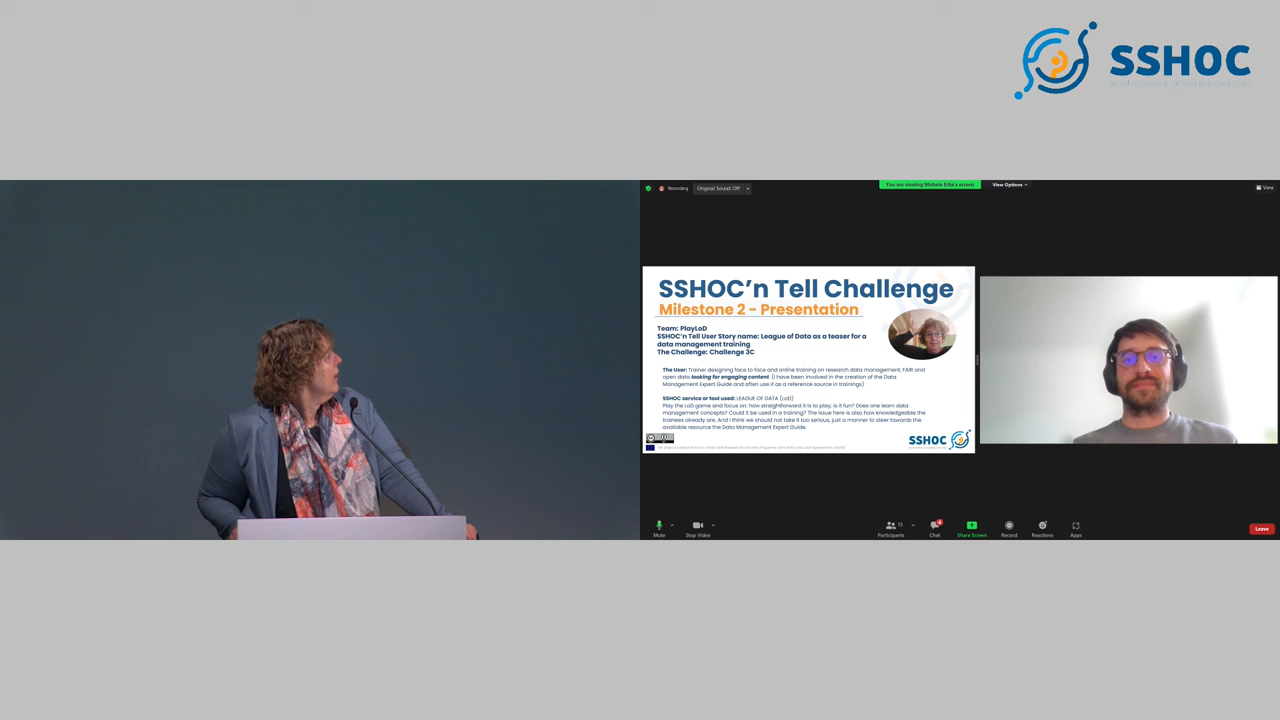 SSHOC
Recording
Original Sound: Off
You are viewing Michele Erba's screen
View Options
View
SSHOC'n Tell Challenge
Milestone 2 - Presentation
Team: PlayLoD
SSHOC'n Tell User Story name: League of Data as a teaser for a
data management training
The Challenge: Challenge 3C
The User: Trainer designing face to face and online training on research data management, FAIR and
open data looking for engaging content. (I have been involved in the creation of the Data
Management Expert Guide and often use it as a reference source in trainings)
SSHOC service or tool used: LEAGUE OF DATA (LoD)
Play the LoD game and focus on: how straightforward it is to play; is it fun? Does one learn data
management concepts? Could it be used in a training? The issue here is also how knowledgeable the
trainees already are. And I think we should not take it too serious, just a manner to steer towards the
available resource the Data Management Expert Guide.
SSHOC
Mute
Stop Video
Participants
13
Chat
Share Screen
Record
Reactions
Apps
Leave